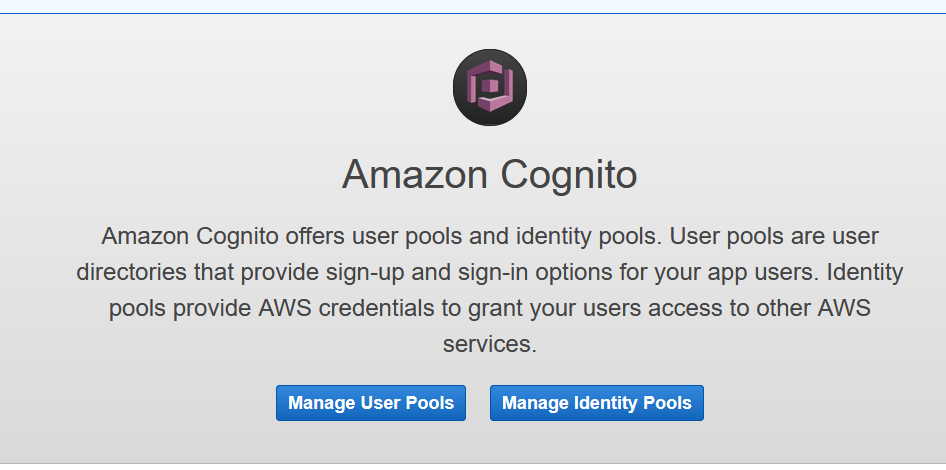 Amazon Cognito
Amazon Cognito offers user pools and identity pools. User pools are user
directories that provide sign-up and sign-in options for your app users. Identity
pools provide AWS credentials to grant your users access to other AWS
services.
Manage User Pools
Manage Identity Pools